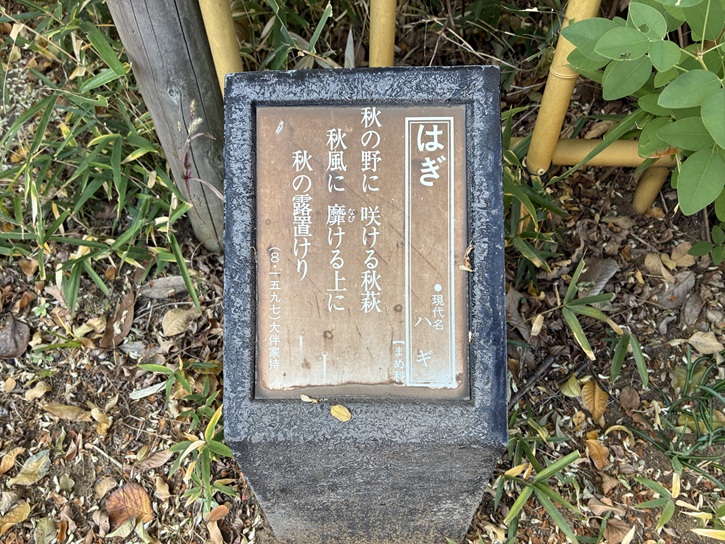 はぎ
●現代名 ハギ
【まめ科】
秋の野に 咲ける秋萩
秋風に 靡ける上に
なび
秋の露置けり
(8・一五九七)大伴家持